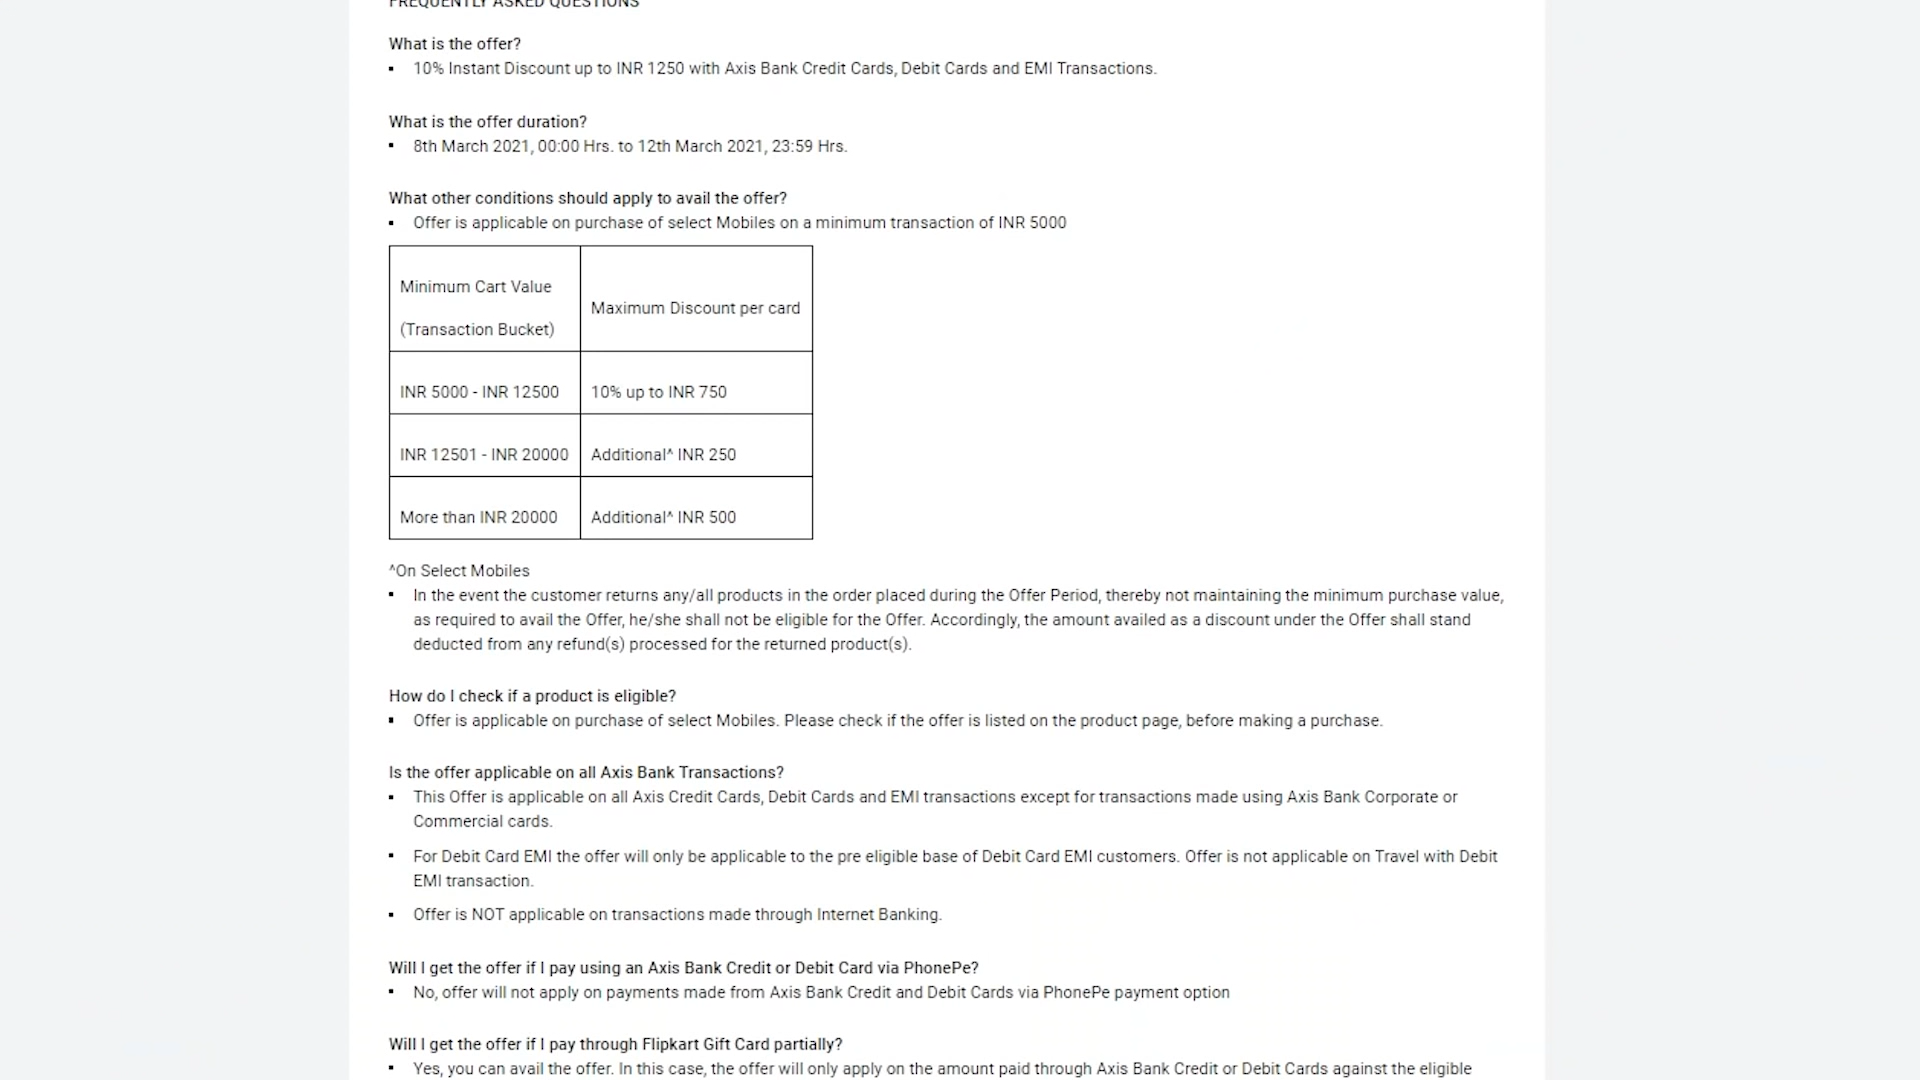 FREQUENTLY ASKED QUESTIONS
What is the offer?
▪ 10% Instant Discount up to INR 1250 with Axis Bank Credit Cards, Debit Cards and EMI Transactions.
What is the offer duration?
▪ 8th March 2021, 00:00 Hrs. to 12th March 2021, 23:59 Hrs.
What other conditions should apply to avail the offer?
▪ Offer is applicable on purchase of select Mobiles on a minimum transaction of INR 5000
Minimum Cart Value
(Transaction Bucket)
Maximum Discount per card
INR 5000 - INR 12500
10% up to INR 750
INR 12501 - INR 20000
Additional^ INR 250
More than INR 20000
Additional^ INR 500
^On Select Mobiles
▪ In the event the customer returns any/all products in the order placed during the Offer Period, thereby not maintaining the minimum purchase value,
as required to avail the Offer, he/she shall not be eligible for the Offer. Accordingly, the amount availed as a discount under the Offer shall stand
deducted from any refund(s) processed for the returned product(s).
How do I check if a product is eligible?
▪ Offer is applicable on purchase of select Mobiles. Please check if the offer is listed on the product page, before making a purchase.
Is the offer applicable on all Axis Bank Transactions?
▪ This Offer is applicable on all Axis Credit Cards, Debit Cards and EMI transactions except for transactions made using Axis Bank Corporate or
Commercial cards.
▪ For Debit Card EMI the offer will only be applicable to the pre eligible base of Debit Card EMI customers. Offer is not applicable on Travel with Debit
EMI transaction.
▪ Offer is NOT applicable on transactions made through Internet Banking.
Will I get the offer if I pay using an Axis Bank Credit or Debit Card via PhonePe?
▪ No, offer will not apply on payments made from Axis Bank Credit and Debit Cards via PhonePe payment option
Will I get the offer if I pay through Flipkart Gift Card partially?
▪ Yes, you can avail the offer. In this case, the offer will only apply on the amount paid through Axis Bank Credit or Debit Cards against the eligible